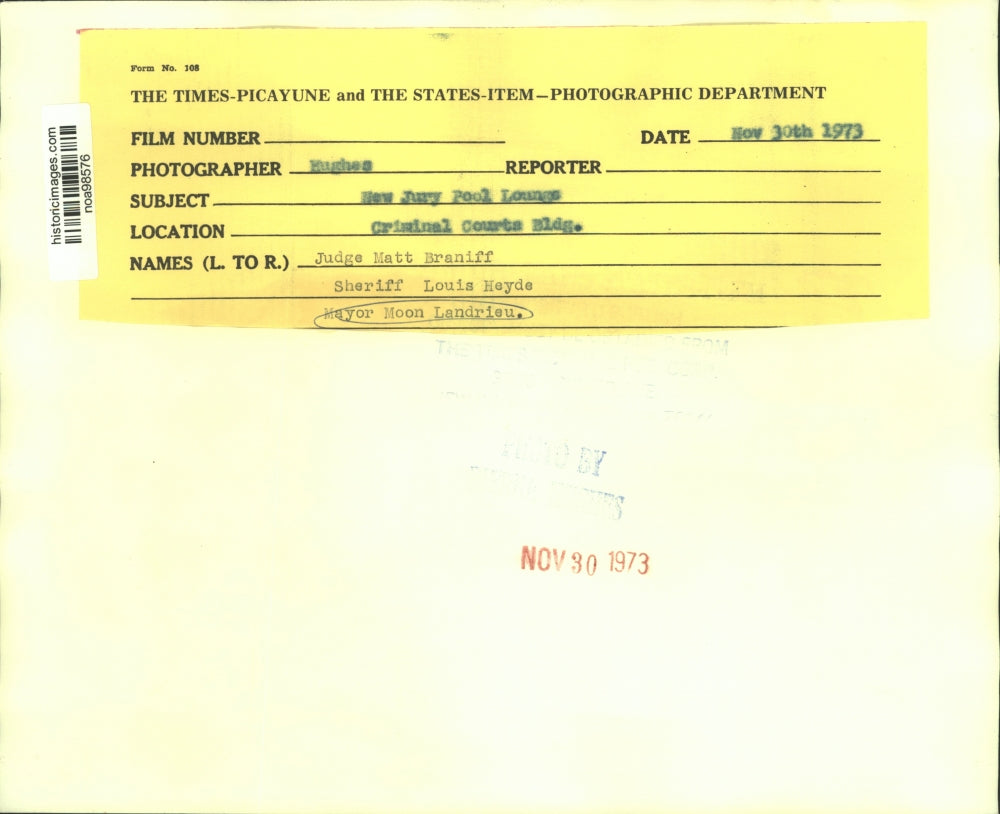 Form No. 108
THE TIMES-PICAYUNE and THE STATES-ITEM—PHOTOGRAPHIC DEPARTMENT
FILM NUMBER
DATE Nov 30th 1973
PHOTOGRAPHER Hughes REPORTER
SUBJECT New Jury Pool Lounge
LOCATION Criminal Courts Bldg.
NAMES (L. TO R.) Judge Matt Braniff
Sheriff Louis Heyde
Mayor Moon Landrieu.
historicimages.com
noa98576
FROM
THE
BY
NOV 30 1973